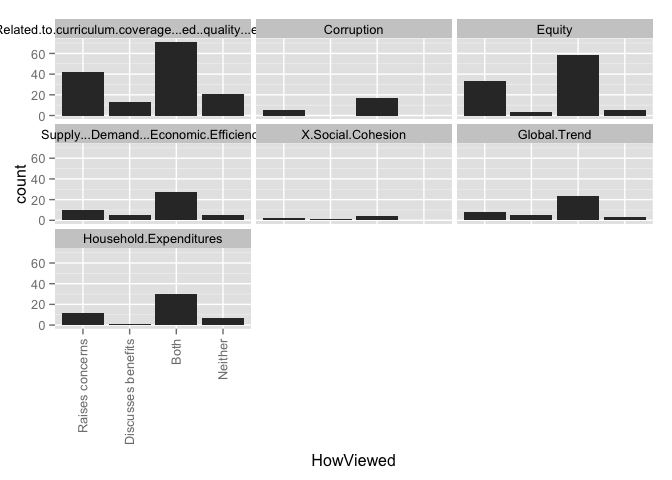 Related.to.curriculum.coverage...ed..quality...e
Corruption
Equity
60
40
20
0
Supply...Demand...Economic.Efficienc
X.Social.Cohesion
Global.Trend
60
40
20
0
count
Household.Expenditures
60
40
20
0
Raises concerns
Discusses benefits
Both
Neither
HowViewed